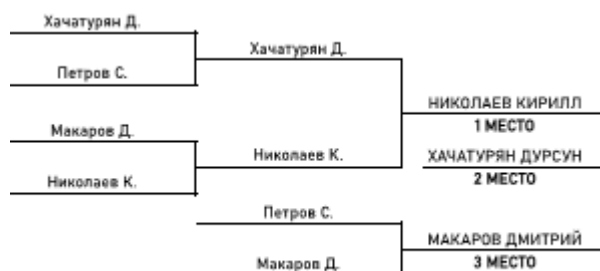 Хачатурян Д.
Хачатурян Д.
Петров С.
НИКОЛАЕВ КИРИЛЛ
1 МЕСТО
Макаров Д.
Николаев К.
ХАЧАТУРЯН ДУРСУН
2 МЕСТО
Николаев К.
Петров С.
МАКАРОВ ДМИТРИЙ
3 МЕСТО
Макаров Д.